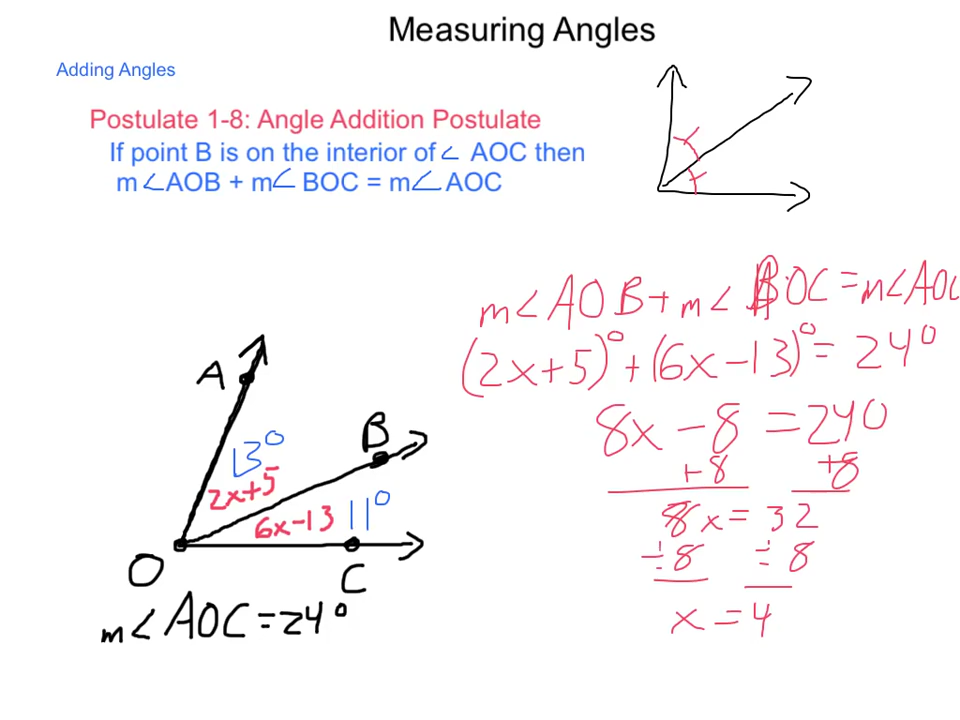 Measuring Angles
Adding Angles
Postulate 1-8: Angle Addition Postulate
If point B is on the interior of ∠ AOC then
m∠AOB + m∠ BOC = m∠ AOC
m∠AOB + m∠ BOC = m∠AOC
(2x+5)° + (6x-13)° = 24°
8x - 8 = 240
+8 +8
8x = 32
÷8 ÷8
x = 4
A
B
13°
2x+5
6x-13 11°
O
C
m∠AOC = 24°